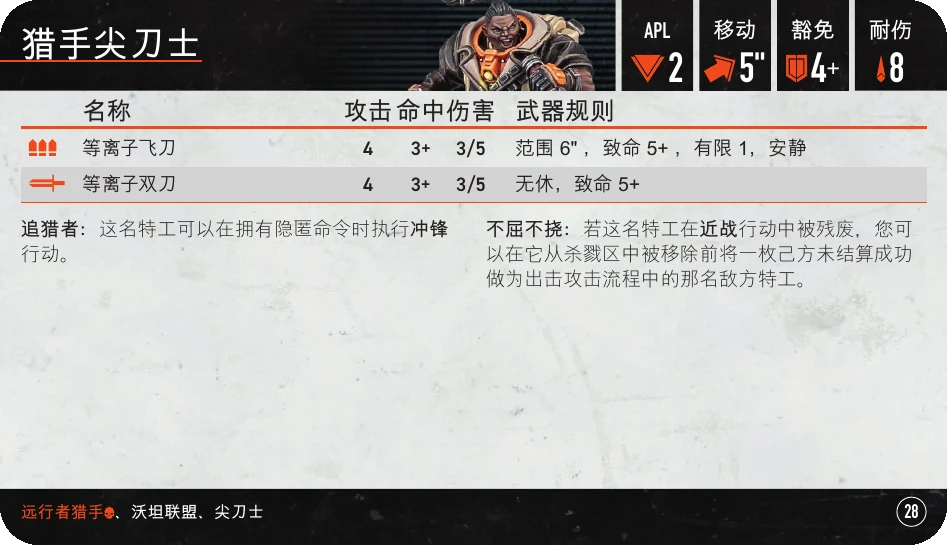 猎手尖刀士
APL 移动 豁免 耐伤
2 5" 4+ 8
名称 攻击 命中 伤害 武器规则
等离子飞刀 4 3+ 3/5 范围 6"，致命 5+，有限 1，安静
等离子双刀 4 3+ 3/5 无休，致命 5+
追猎者：这名特工可以在拥有隐匿命令时执行冲锋
行动。
不屈不挠：若这名特工在近战行动中被残废，您可
以在它从杀戮区中被移除前将一枚己方未结算成功
做为出击攻击流程中的那名敌方特工。
远行者猎手、沃坦联盟、尖刀士
28